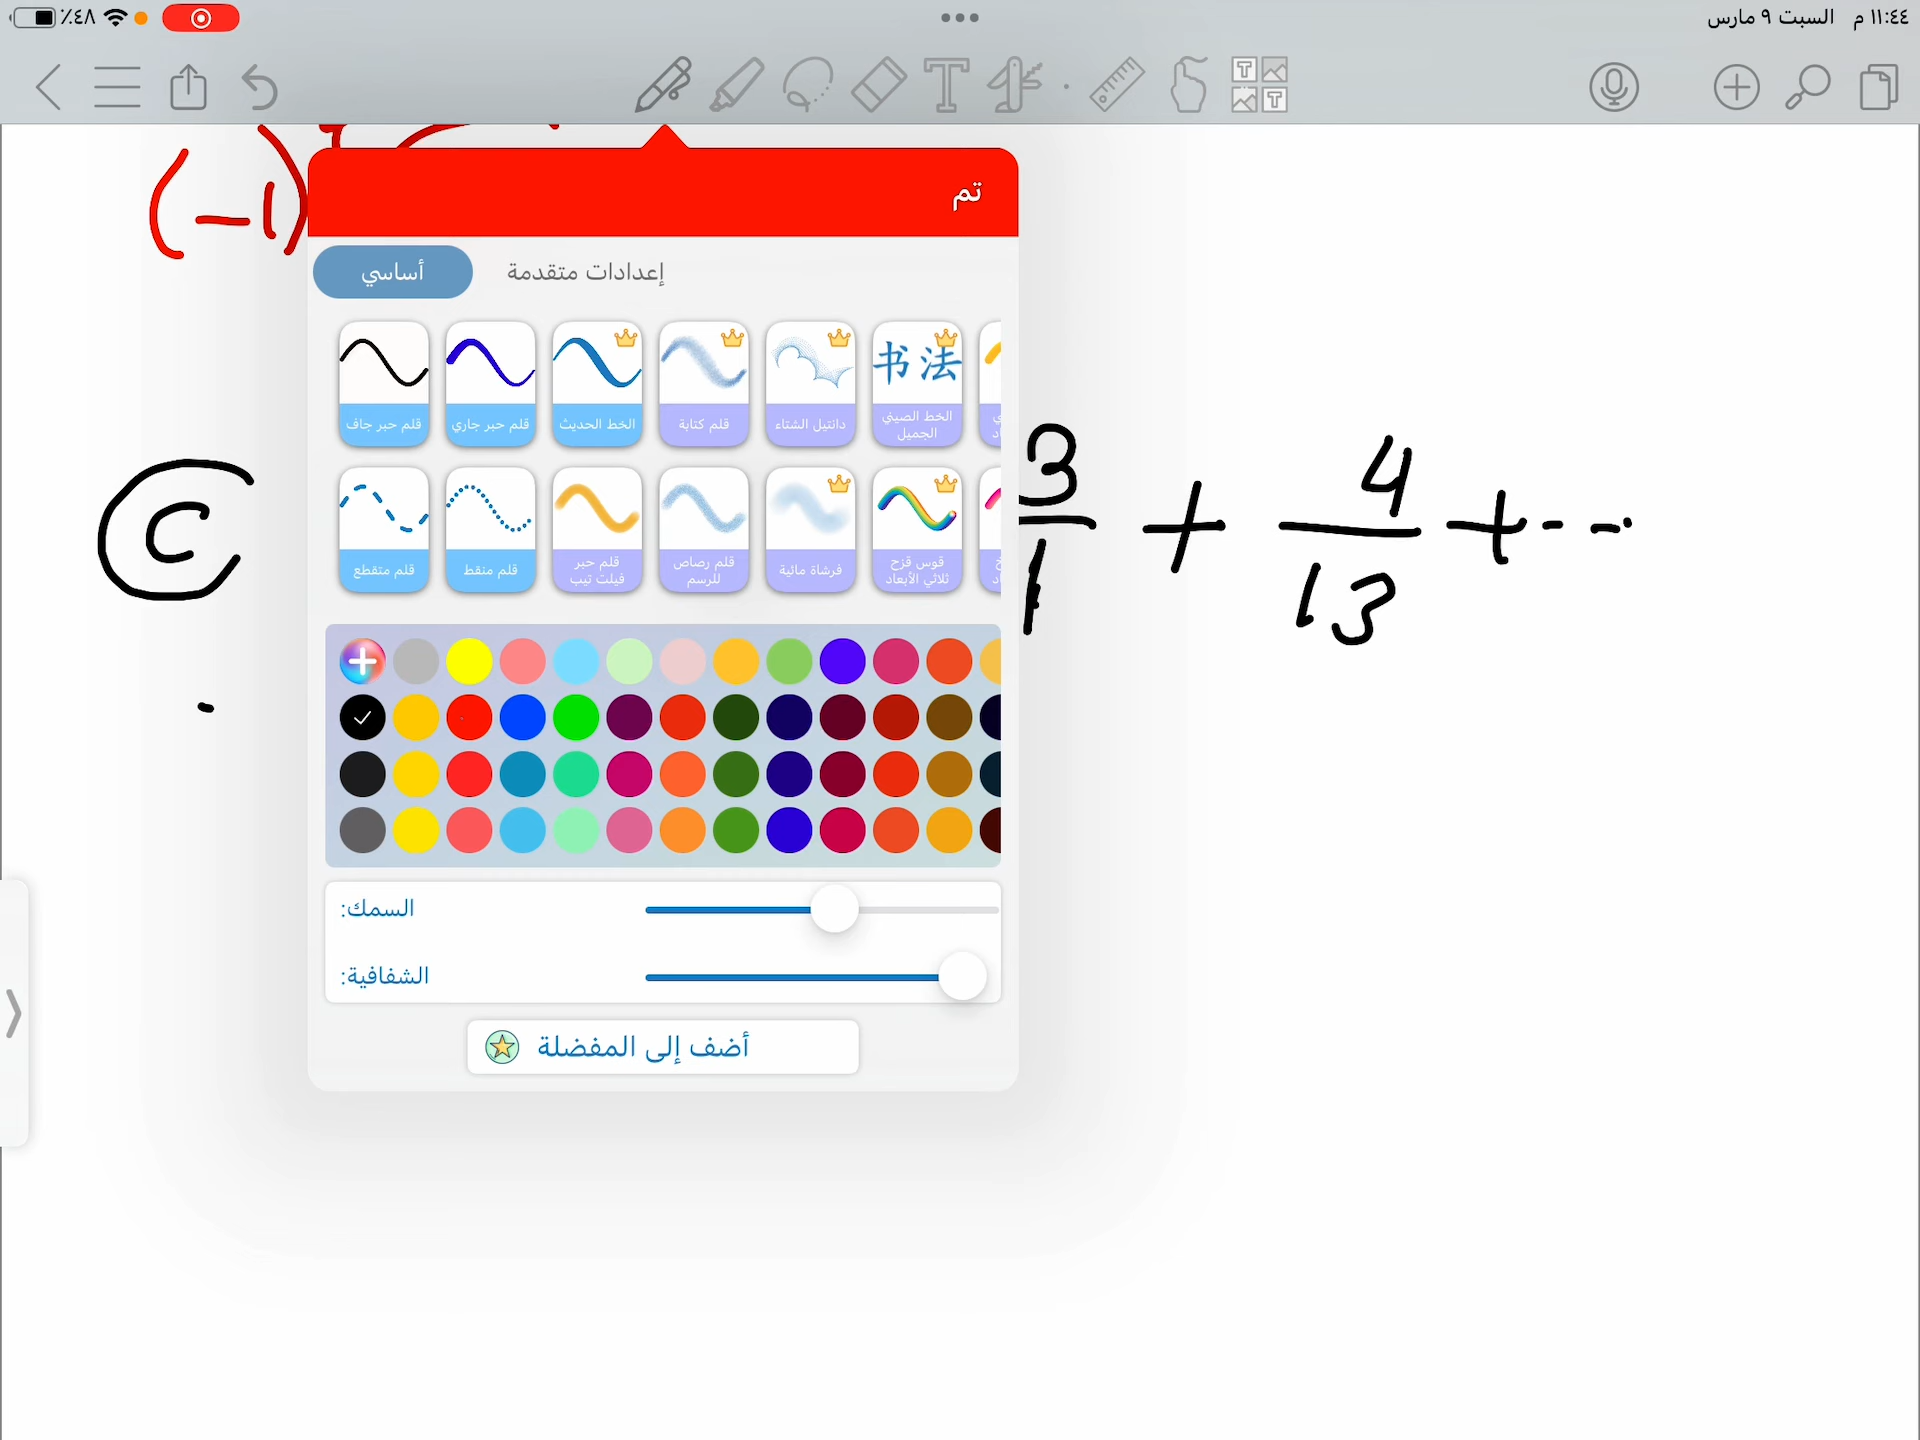 ٪٤٨
السبت ٩ مارس ١١:٤٤ م
T
T
T
تم
(-1)
أساسي
إعدادات متقدمة
قلم حبر جاف
قلم حبر جاري
الخط الحديث
قلم كتابة
دانتيل الشتاء
书法
الخط الصيني الجميل
قلم متقطع
قلم منقط
قلم حبر فيلت تيب
قلم رصاص للرسم
فرشاة مائية
قوس قزح ثلاثي الأبعاد
C
3/1 + 4/13 + ----
السمك:
الشفافية:
أضف إلى المفضلة